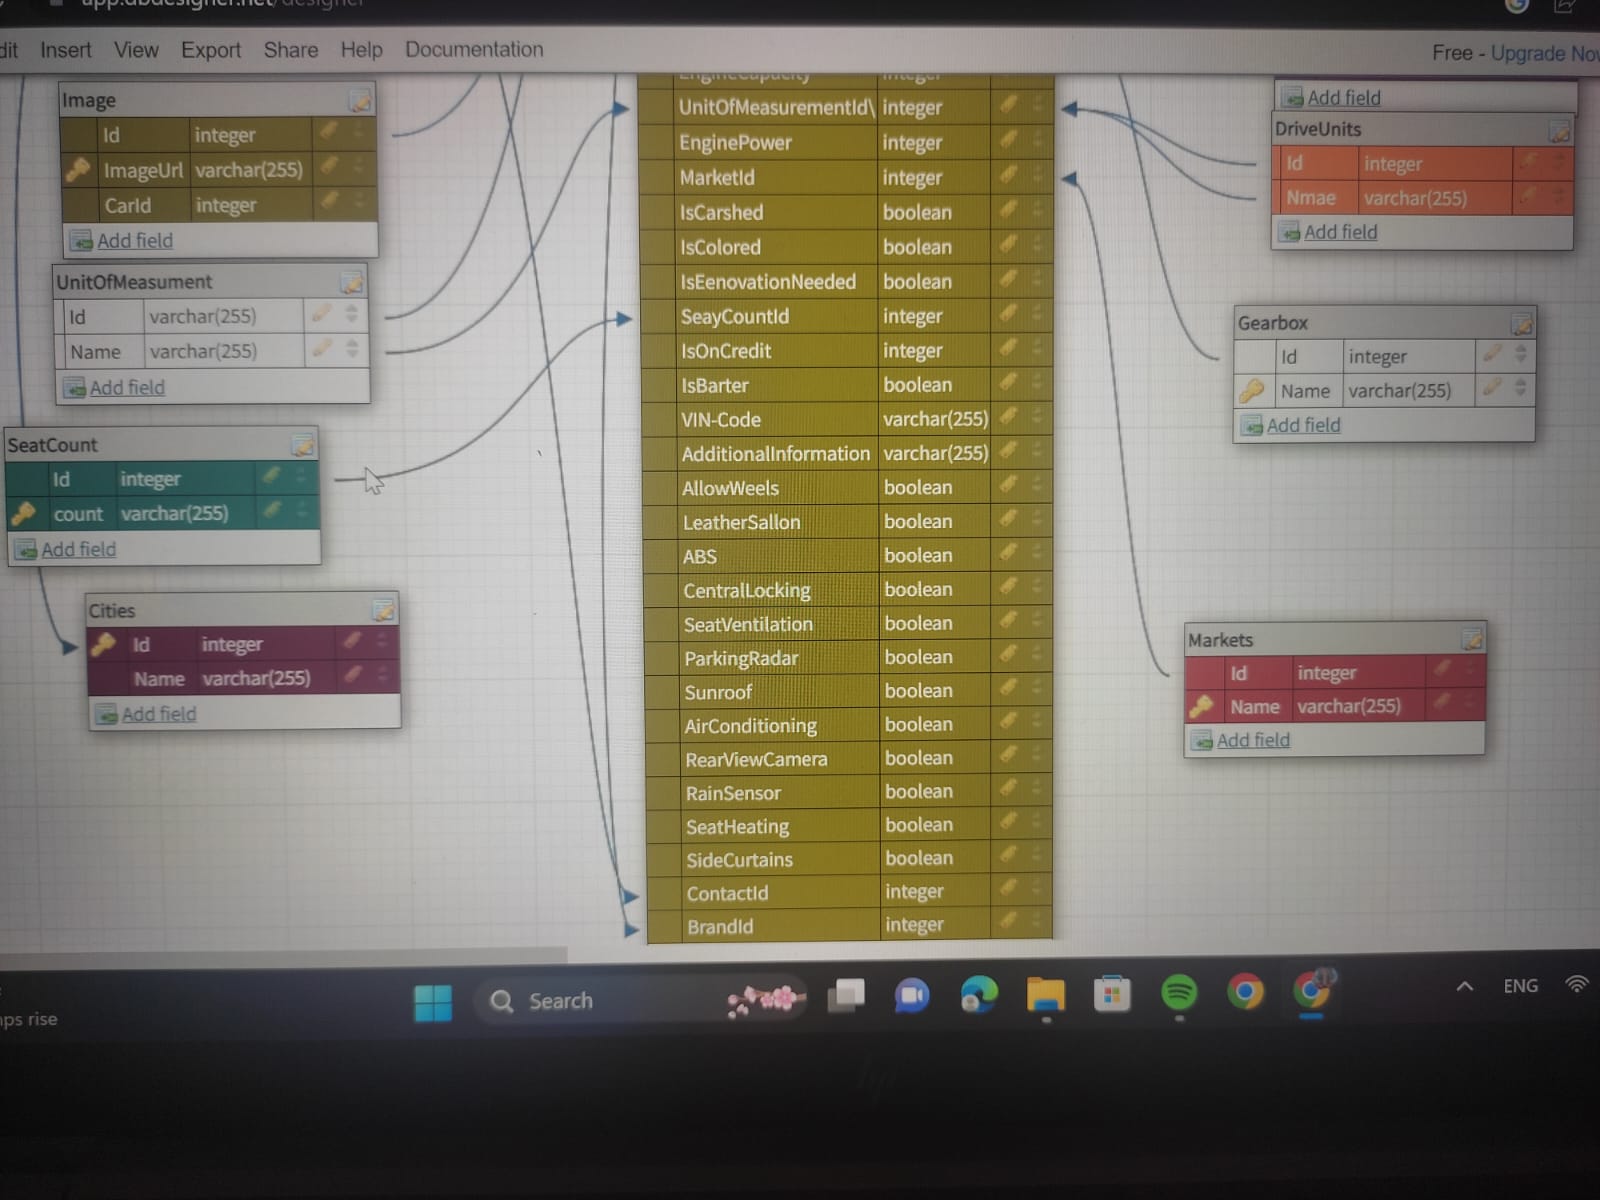 app.dbdesigner.net/designer
dit Insert View Export Share Help Documentation
Free - Upgrade Nov
Image
Id integer
ImageUrl varchar(255)
CarId integer
Add field
UnitOfMeasument
Id varchar(255)
Name varchar(255)
Add field
SeatCount
Id integer
count varchar(255)
Add field
Cities
Id integer
Name varchar(255)
Add field
EngineCapacity integer
UnitOfMeasurementId\ integer
EnginePower integer
MarketId integer
IsCarshed boolean
IsColored boolean
IsEenovationNeeded boolean
SeayCountId integer
IsOnCredit integer
IsBarter boolean
VIN-Code varchar(255)
AdditionalInformation varchar(255)
AllowWeels boolean
LeatherSallon boolean
ABS boolean
CentralLocking boolean
SeatVentilation boolean
ParkingRadar boolean
Sunroof boolean
AirConditioning boolean
RearViewCamera boolean
RainSensor boolean
SeatHeating boolean
SideCurtains boolean
ContactId integer
BrandId integer
Add field
DriveUnits
Id integer
Nmae varchar(255)
Add field
Gearbox
Id integer
Name varchar(255)
Add field
Markets
Id integer
Name varchar(255)
Add field
ps rise
Search
ENG